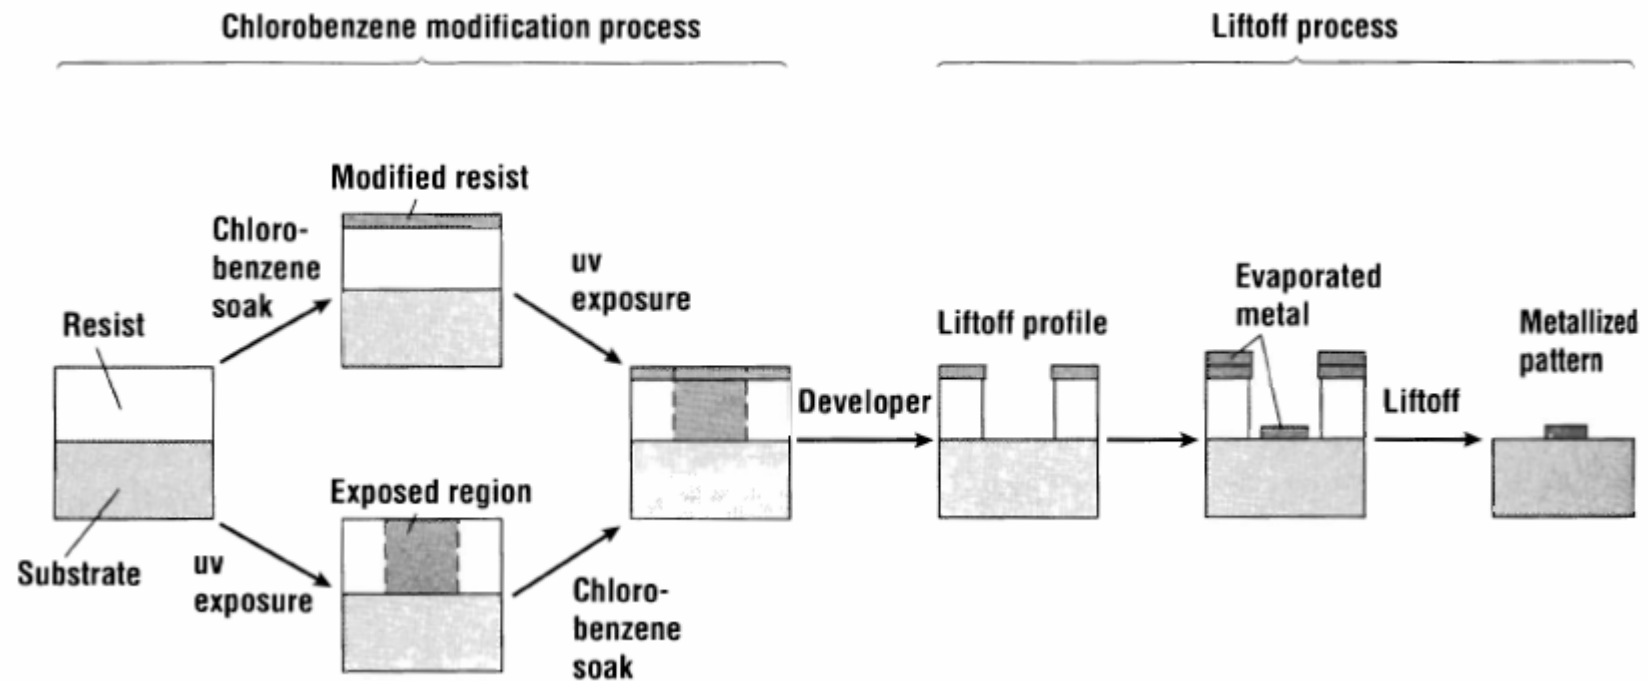 Chlorobenzene modification process
Liftoff process
Modified resist
Chloro-
benzene
soak
uv
exposure
Resist
Substrate
uv
exposure
Exposed region
Chloro-
benzene
soak
Developer
Liftoff profile
Evaporated
metal
Liftoff
Metallized
pattern